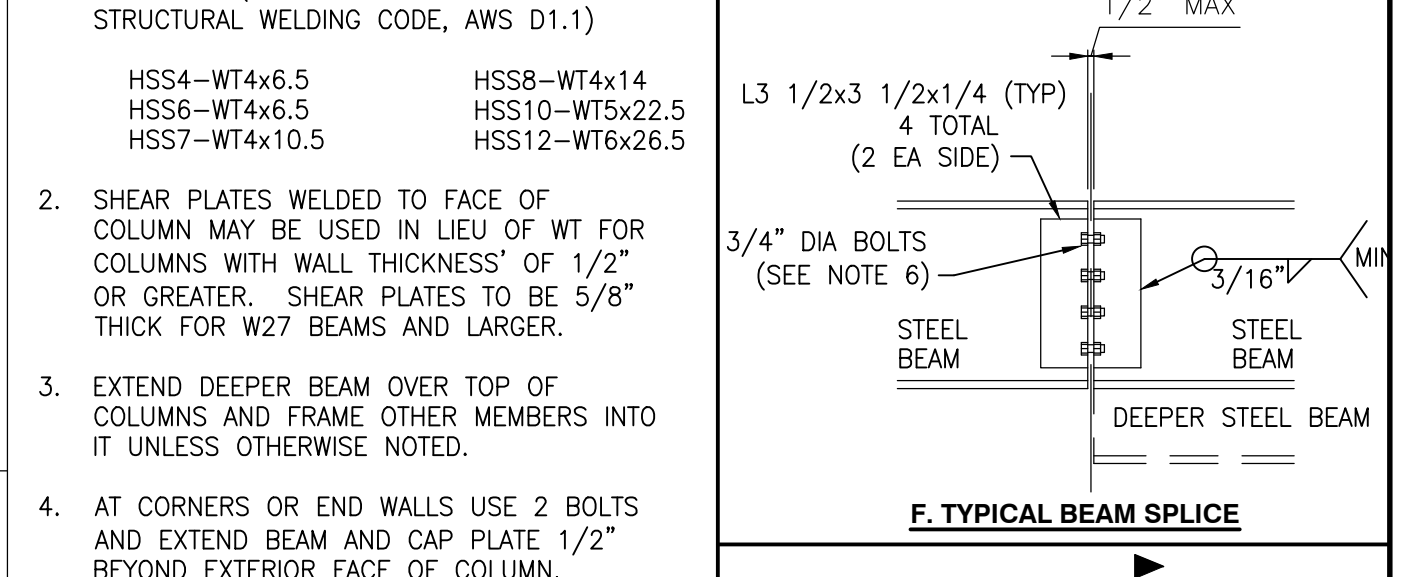 STRUCTURAL WELDING CODE, AWS D1.1)
HSS4-WT4x6.5
HSS6-WT4x6.5
HSS7-WT4x10.5
HSS8-WT4x14
HSS10-WT5x22.5
HSS12-WT6x26.5
2. SHEAR PLATES WELDED TO FACE OF
COLUMN MAY BE USED IN LIEU OF WT FOR
COLUMNS WITH WALL THICKNESS' OF 1/2"
OR GREATER. SHEAR PLATES TO BE 5/8"
THICK FOR W27 BEAMS AND LARGER.
3. EXTEND DEEPER BEAM OVER TOP OF
COLUMNS AND FRAME OTHER MEMBERS INTO
IT UNLESS OTHERWISE NOTED.
4. AT CORNERS OR END WALLS USE 2 BOLTS
AND EXTEND BEAM AND CAP PLATE 1/2"
BEYOND EXTERIOR FACE OF COLUMN.
1/2" MAX
L3 1/2x3 1/2x1/4 (TYP)
4 TOTAL
(2 EA SIDE)
3/4" DIA BOLTS
(SEE NOTE 6)
3/16"
MIN
STEEL
BEAM
STEEL
BEAM
DEEPER STEEL BEAM
F. TYPICAL BEAM SPLICE